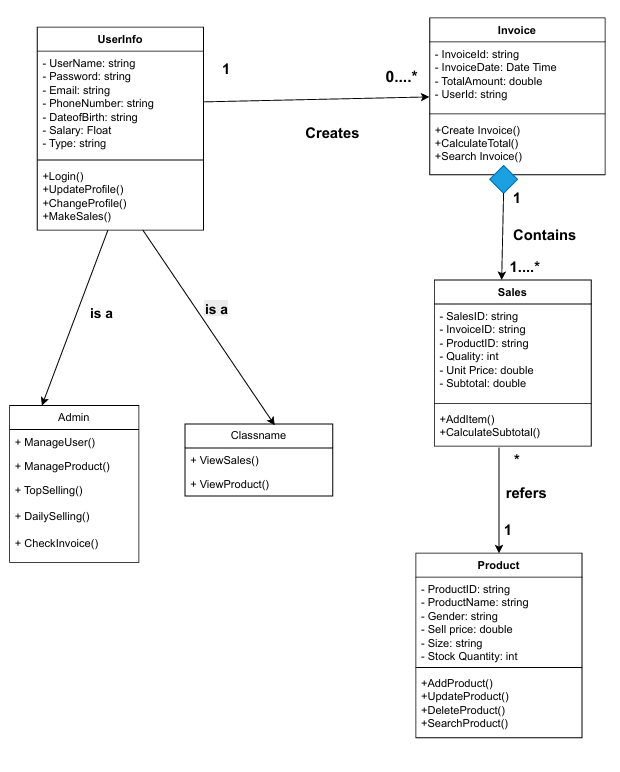 UserInfo
- UserName: string
- Password: string
- Email: string
- PhoneNumber: string
- DateofBirth: string
- Salary: Float
- Type: string
+Login()
+UpdateProfile()
+ChangeProfile()
+MakeSales()
1
0....*
Creates
Invoice
- InvoiceId: string
- InvoiceDate: Date Time
- TotalAmount: double
- UserId: string
+Create Invoice()
+CalculateTotal()
+Search Invoice()
1
Contains
1....*
is a
is a
Admin
+ ManageUser()
+ ManageProduct()
+ TopSelling()
+ DailySelling()
+ CheckInvoice()
Classname
+ ViewSales()
+ ViewProduct()
Sales
- SalesID: string
- InvoiceID: string
- ProductID: string
- Quality: int
- Unit Price: double
- Subtotal: double
+AddItem()
+CalculateSubtotal()
*
refers
1
Product
- ProductID: string
- ProductName: string
- Gender: string
- Sell price: double
- Size: string
- Stock Quantity: int
+AddProduct()
+UpdateProduct()
+DeleteProduct()
+SearchProduct()